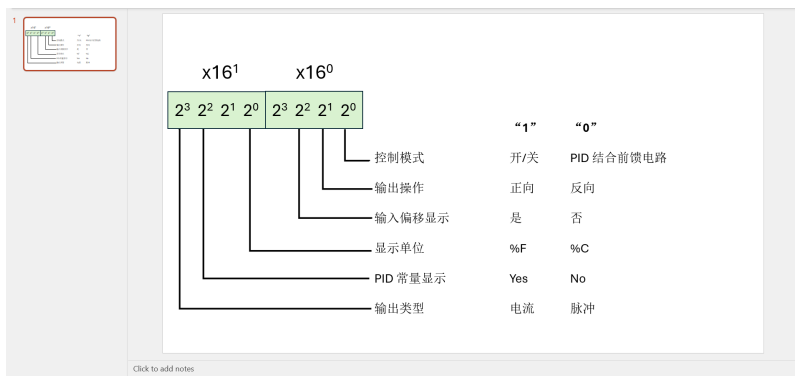 1
x16¹ x16⁰
2³ 2² 2¹ 2⁰ 2³ 2² 2¹ 2⁰
“1” “0”
控制模式 开/关 PID 结合前馈电路
输出操作 正向 反向
输入偏移显示 是 否
显示单位 %F %C
PID 常量显示 Yes No
输出类型 电流 脉冲
Click to add notes